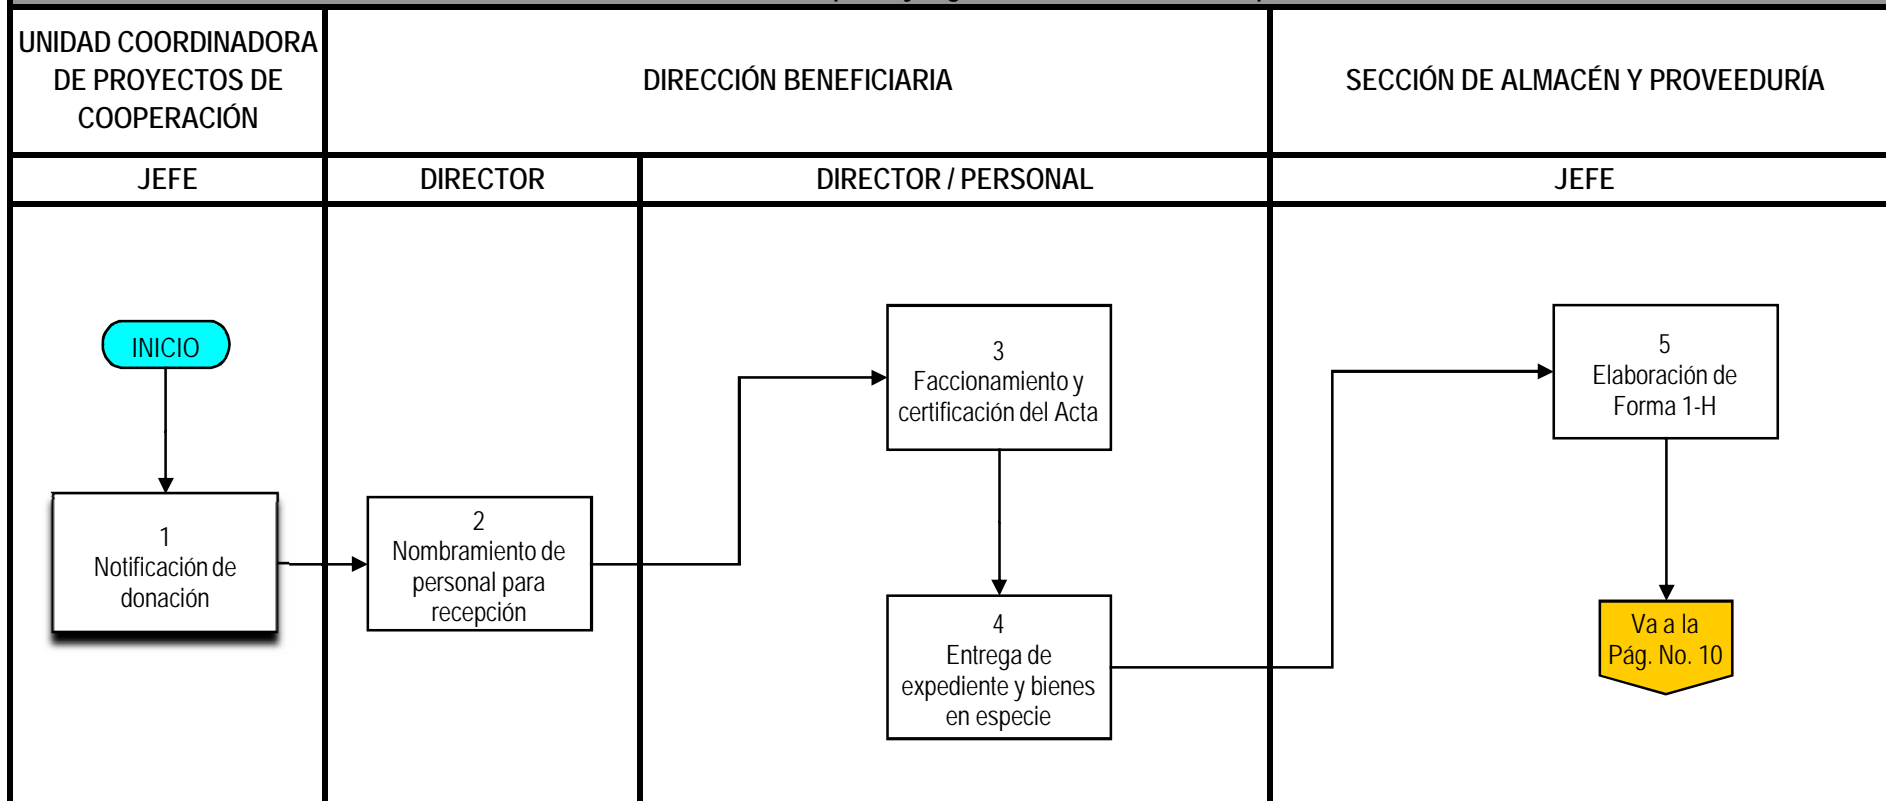 UNIDAD COORDINADORA
DE PROYECTOS DE
COOPERACIÓN
DIRECCIÓN BENEFICIARIA
SECCIÓN DE ALMACÉN Y PROVEEDURÍA
JEFE
DIRECTOR
DIRECTOR / PERSONAL
JEFE
INICIO
1
Notificación de
donación
2
Nombramiento de
personal para
recepción
3
Faccionamiento y
certificación del Acta
4
Entrega de
expediente y bienes
en especie
5
Elaboración de
Forma 1-H
Va a la
Pág. No. 10